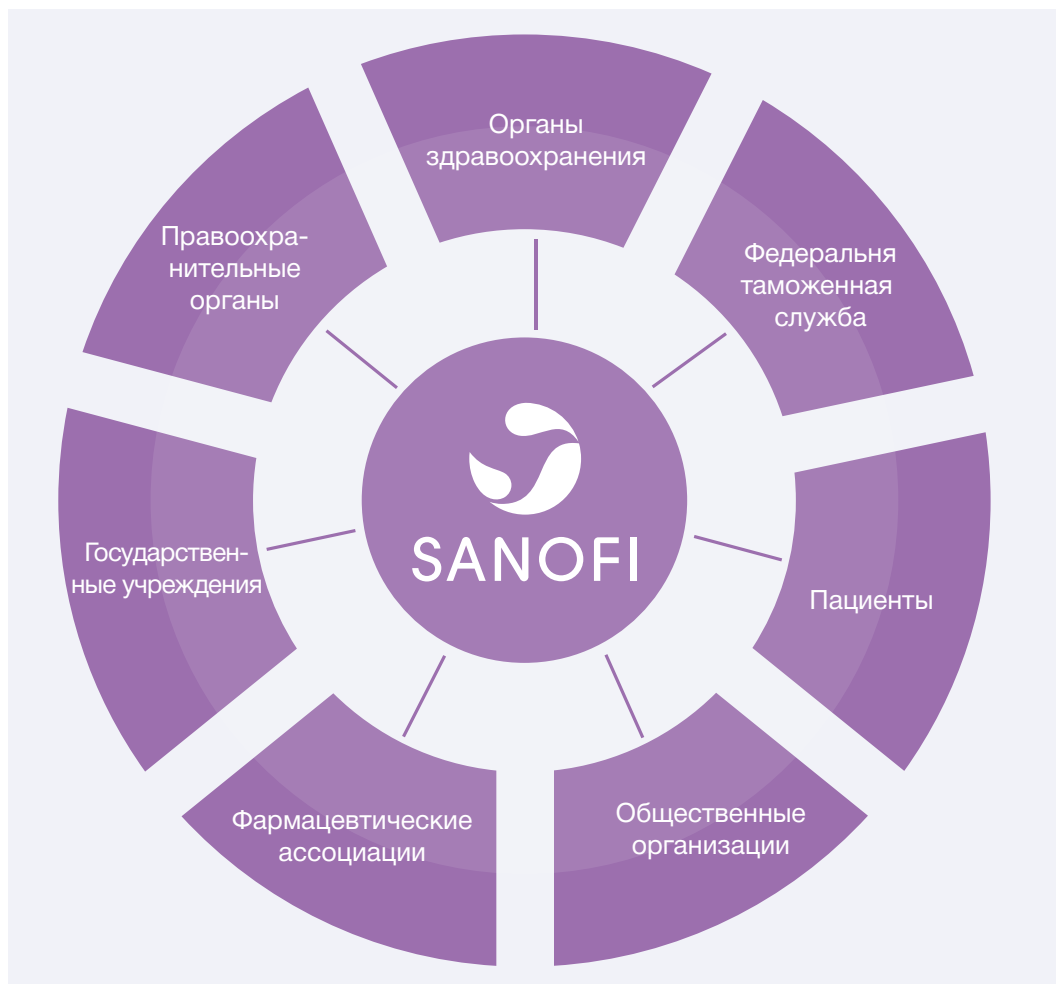 Органы
здравоохранения
Федеральня
таможенная
служба
Пациенты
Общественные
организации
Фармацевтические
ассоциации
Государствен-
ные учреждения
Правоохра-
нительные
органы
SANOFI